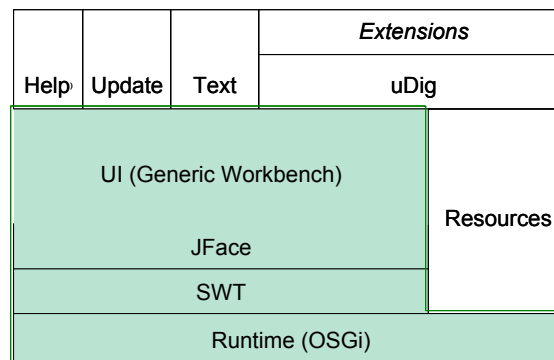 Extensions
Help Update Text uDig
UI (Generic Workbench)
Resources
JFace
SWT
Runtime (OSGi)